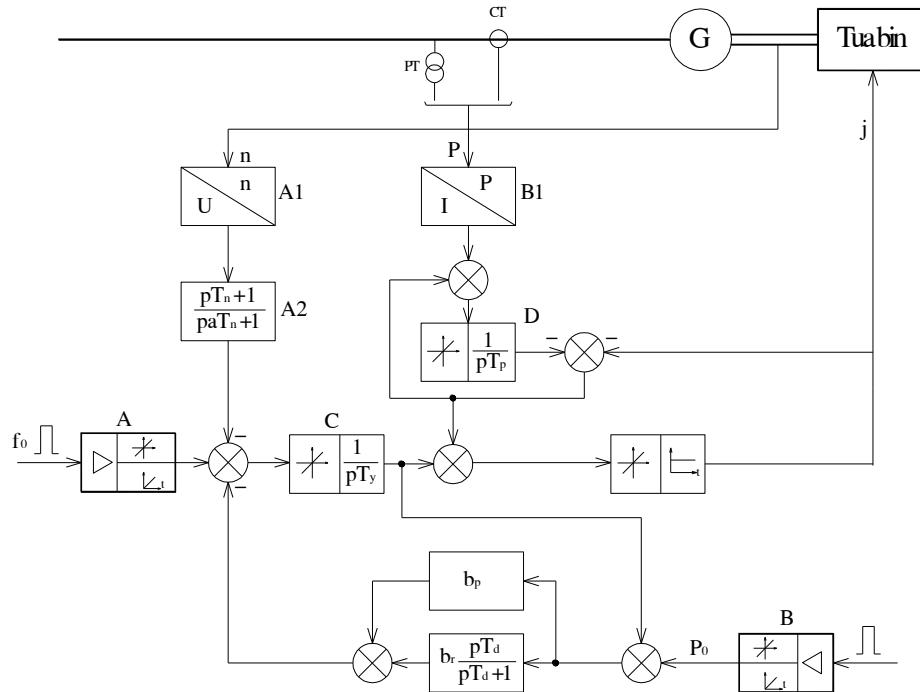 CT
G
Tuabin
PT
j
n
P
n
U
A1
P
I
B1
pTn+1
paTn+1
A2
D
1
pTp
−
−
A
C
f0
−
t
−
1
pTy
t
bp
br
pTd
pTd+1
P0
B
t